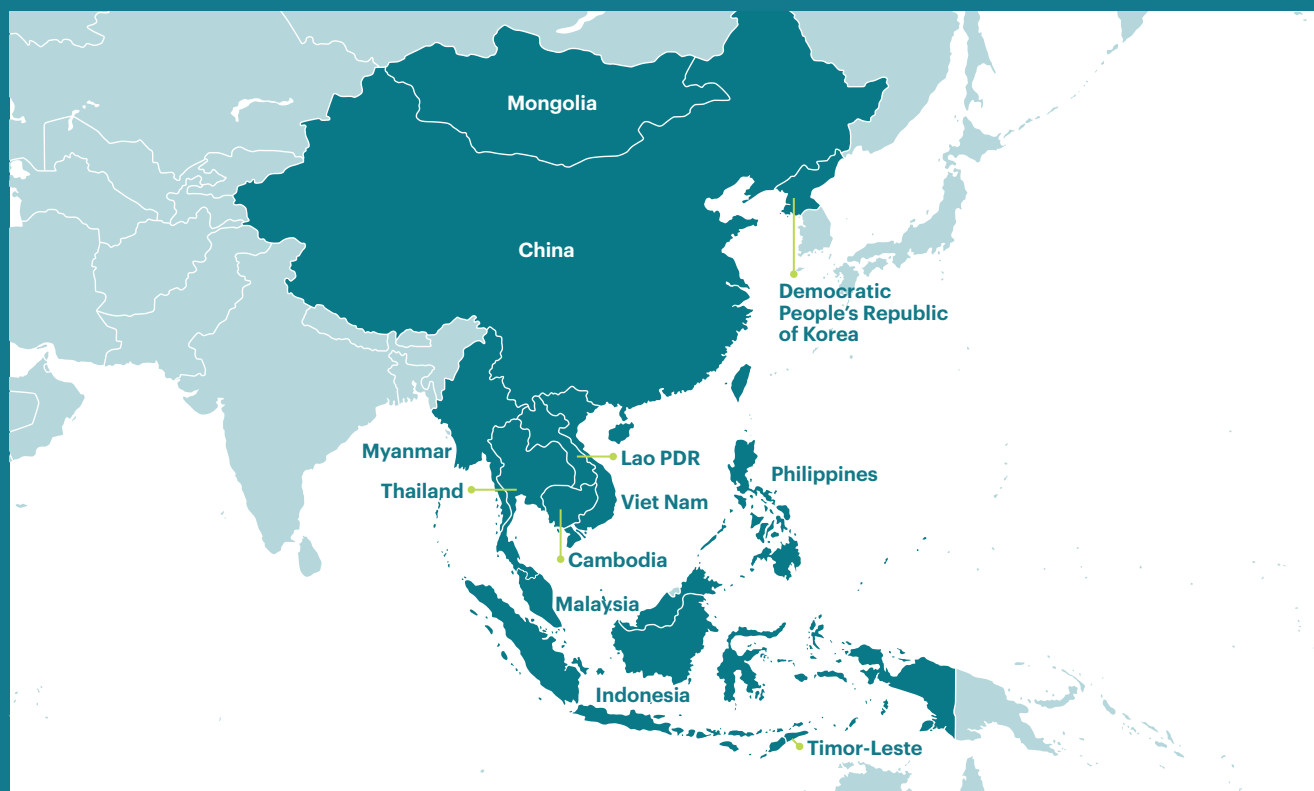 Mongolia
China
Democratic
People's Republic
of Korea
Myanmar
Lao PDR
Philippines
Thailand
Viet Nam
Cambodia
Malaysia
Indonesia
Timor-Leste